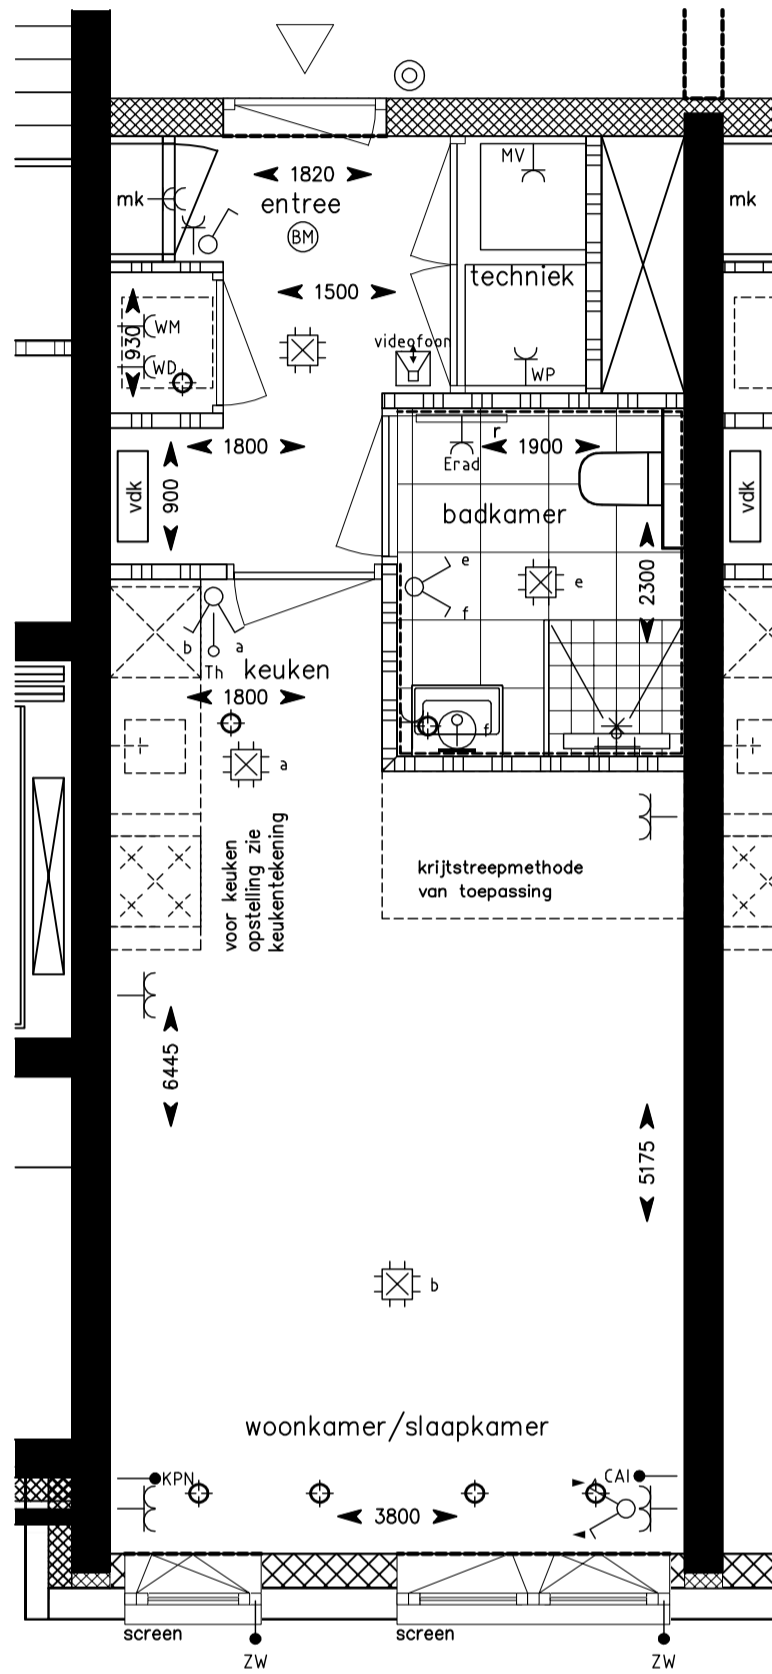 MV
1820
mk
entree
mk
BM
techniek
1500
videofoon
WM
930
WD
WP
r
1800
Erad
1900
vdk
900
badkamer
vdk
e
e
2300
f
b
a
Th
keuken
1800
f
a
voor keuken
opstelling zie
keukentekening
krijtstreepmethode
van toepassing
6445
5175
b
woonkamer/slaapkamer
KPN
CAI
3800
screen
screen
ZW
ZW